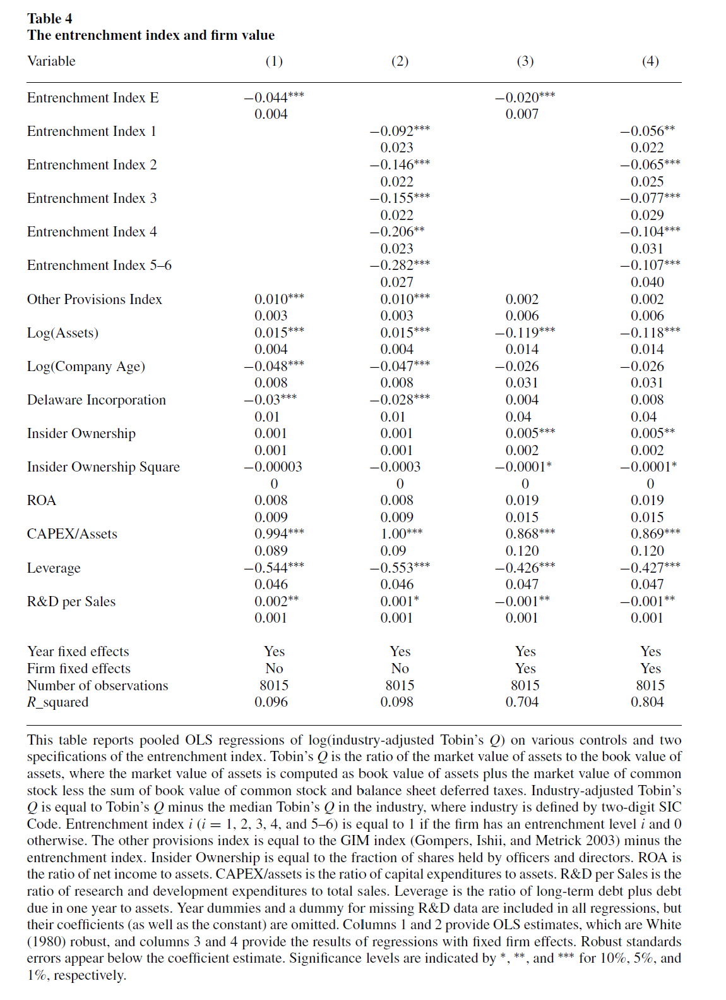 Table 4
The entrenchment index and firm value
Variable (1) (2) (3) (4)
Entrenchment Index E −0.044*** −0.020***
0.004 0.007
Entrenchment Index 1 −0.092*** −0.056**
0.023 0.022
Entrenchment Index 2 −0.146*** −0.065***
0.022 0.025
Entrenchment Index 3 −0.155*** −0.077***
0.022 0.029
Entrenchment Index 4 −0.206** −0.104***
0.023 0.031
Entrenchment Index 5–6 −0.282*** −0.107***
0.027 0.040
Other Provisions Index 0.010*** 0.010*** 0.002 0.002
0.003 0.003 0.006 0.006
Log(Assets) 0.015*** 0.015*** −0.119*** −0.118***
0.004 0.004 0.014 0.014
Log(Company Age) −0.048*** −0.047*** −0.026 −0.026
0.008 0.008 0.031 0.031
Delaware Incorporation −0.03*** −0.028*** 0.004 0.008
0.01 0.01 0.04 0.04
Insider Ownership 0.001 0.001 0.005*** 0.005**
0.001 0.001 0.002 0.002
Insider Ownership Square −0.00003 −0.0003 −0.0001* −0.0001*
0 0 0 0
ROA 0.008 0.008 0.019 0.019
0.009 0.009 0.015 0.015
CAPEX/Assets 0.994*** 1.00*** 0.868*** 0.869***
0.089 0.09 0.120 0.120
Leverage −0.544*** −0.553*** −0.426*** −0.427***
0.046 0.046 0.047 0.047
R&D per Sales 0.002** 0.001* −0.001** −0.001**
0.001 0.001 0.001 0.001
Year fixed effects Yes Yes Yes Yes
Firm fixed effects No No Yes Yes
Number of observations 8015 8015 8015 8015
R_squared 0.096 0.098 0.704 0.804
This table reports pooled OLS regressions of log(industry-adjusted Tobin's Q) on various controls and two
specifications of the entrenchment index. Tobin's Q is the ratio of the market value of assets to the book value of
assets, where the market value of assets is computed as book value of assets plus the market value of common
stock less the sum of book value of common stock and balance sheet deferred taxes. Industry-adjusted Tobin's
Q is equal to Tobin's Q minus the median Tobin's Q in the industry, where industry is defined by two-digit SIC
Code. Entrenchment index i (i = 1, 2, 3, 4, and 5–6) is equal to 1 if the firm has an entrenchment level i and 0
otherwise. The other provisions index is equal to the GIM index (Gompers, Ishii, and Metrick 2003) minus the
entrenchment index. Insider Ownership is equal to the fraction of shares held by officers and directors. ROA is
the ratio of net income to assets. CAPEX/assets is the ratio of capital expenditures to assets. R&D per Sales is the
ratio of research and development expenditures to total sales. Leverage is the ratio of long-term debt plus debt
due in one year to assets. Year dummies and a dummy for missing R&D data are included in all regressions, but
their coefficients (as well as the constant) are omitted. Columns 1 and 2 provide OLS estimates, which are White
(1980) robust, and columns 3 and 4 provide the results of regressions with fixed firm effects. Robust standards
errors appear below the coefficient estimate. Significance levels are indicated by *, **, and *** for 10%, 5%, and
1%, respectively.